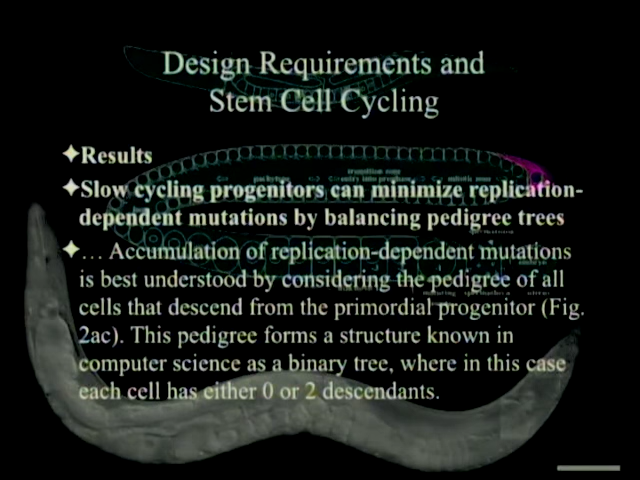 Design Requirements and
Stem Cell Cycling
✦Results
✦Slow cycling progenitors can minimize replication-
dependent mutations by balancing pedigree trees
✦… Accumulation of replication-dependent mutations
is best understood by considering the pedigree of all
cells that descend from the primordial progenitor (Fig.
2ac). This pedigree forms a structure known in
computer science as a binary tree, where in this case
each cell has either 0 or 2 descendants.